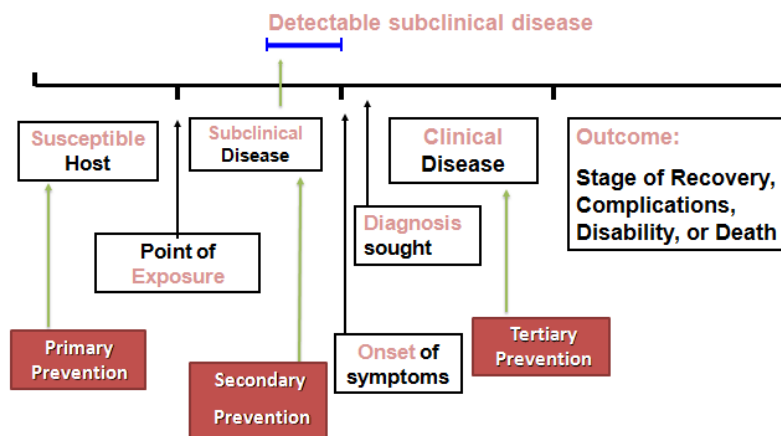 Detectable subclinical disease
Susceptible
Host
Subclinical
Disease
Clinical
Disease
Outcome:
Stage of Recovery,
Complications,
Disability, or Death
Point of
Exposure
Diagnosis
sought
Primary
Prevention
Secondary
Prevention
Onset of
symptoms
Tertiary
Prevention